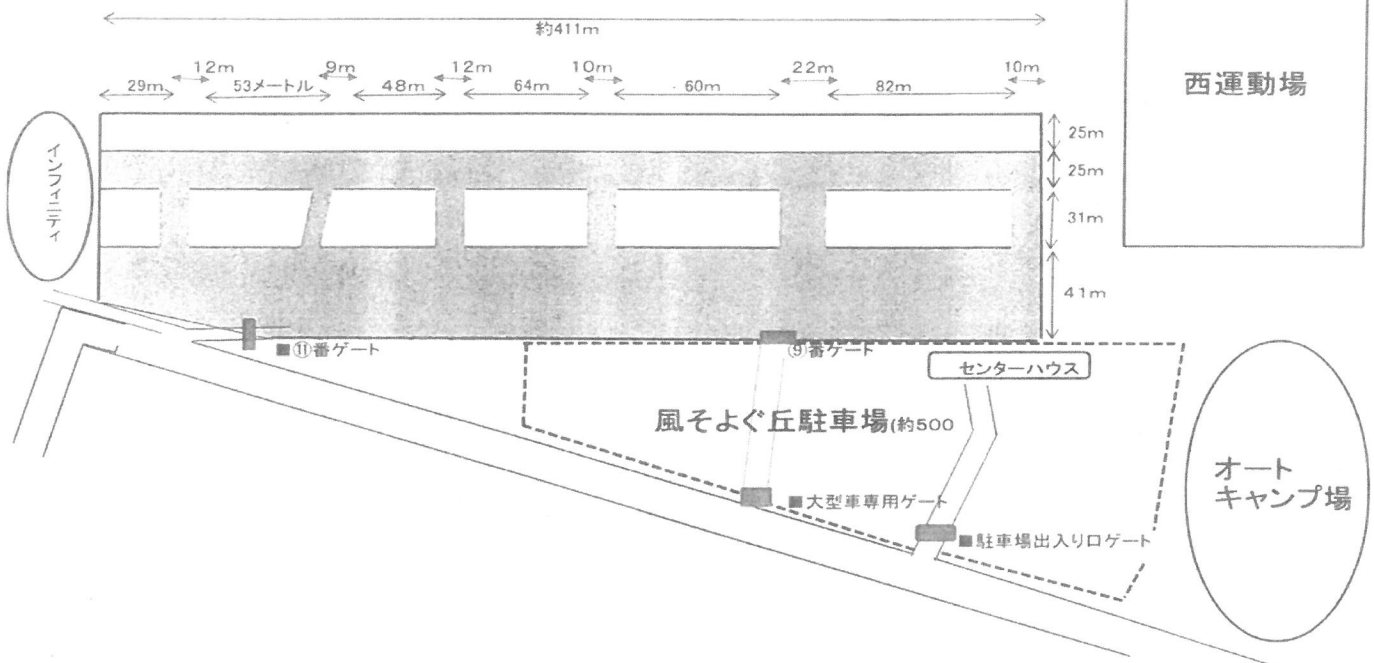 約411m
12m
9m
12m
10m
22m
10m
29m
53メートル
48m
64m
60m
82m
西運動場
25m
25m
31m
41m
インフィニティ
■⑪番ゲート
⑨番ゲート
センターハウス
風そよぐ丘駐車場(約500
■大型車専用ゲート
■駐車場出入り口ゲート
オート
キャンプ場